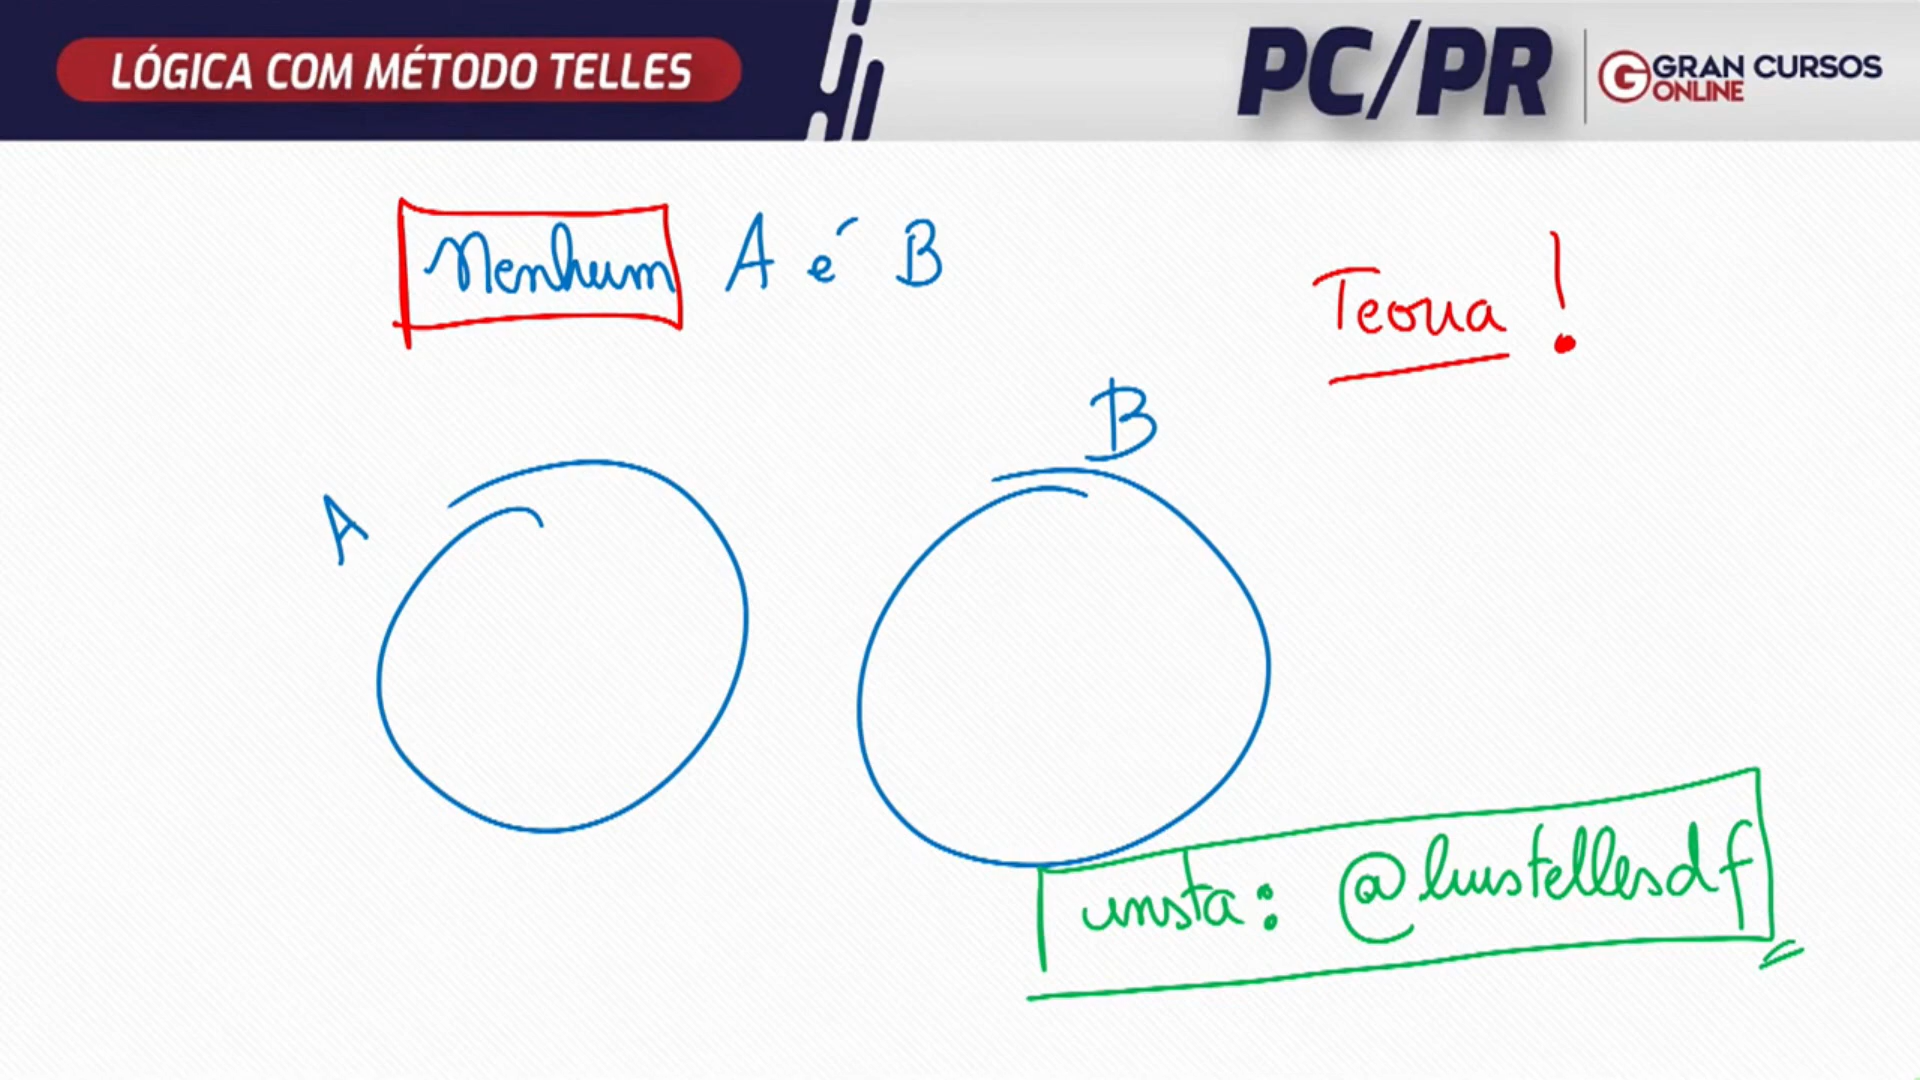 LÓGICA COM MÉTODO TELLES
PC/PR
GRAN CURSOS
ONLINE
Nenhum A é B
Teoria!
B
A
insta: @luistellesdf